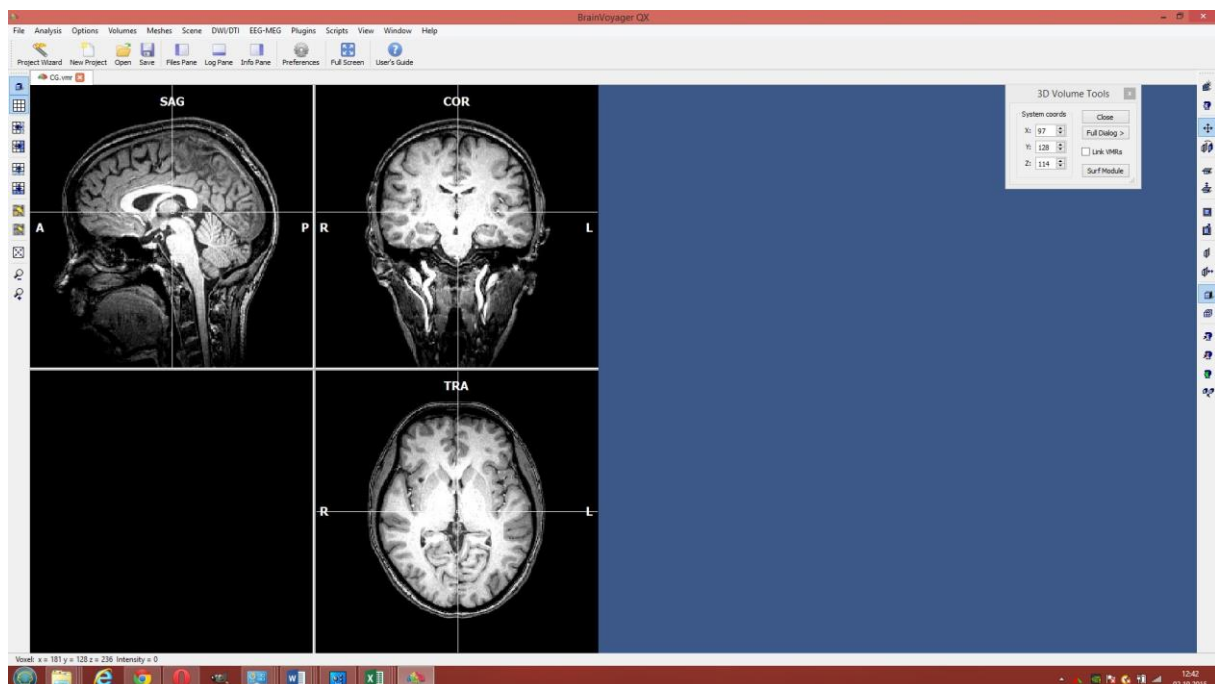 BrainVoyager QX
File Analysis Options Volumes Meshes Scene DWI/DTI EEG-MEG Plugins Scripts View Window Help
Project Wizard New Project Open Save Files Pane Log Pane Info Pane Preferences Full Screen User's Guide
CG.vmr
SAG
A
P
COR
R
L
TRA
R
L
3D Volume Tools
System coords
X: 97
Y: 128
Z: 114
Close
Full Dialog >
Link VMRs
Surf Module
Voxel: x = 181 y = 128 z = 236 Intensity = 0
12:42
02.10.2015